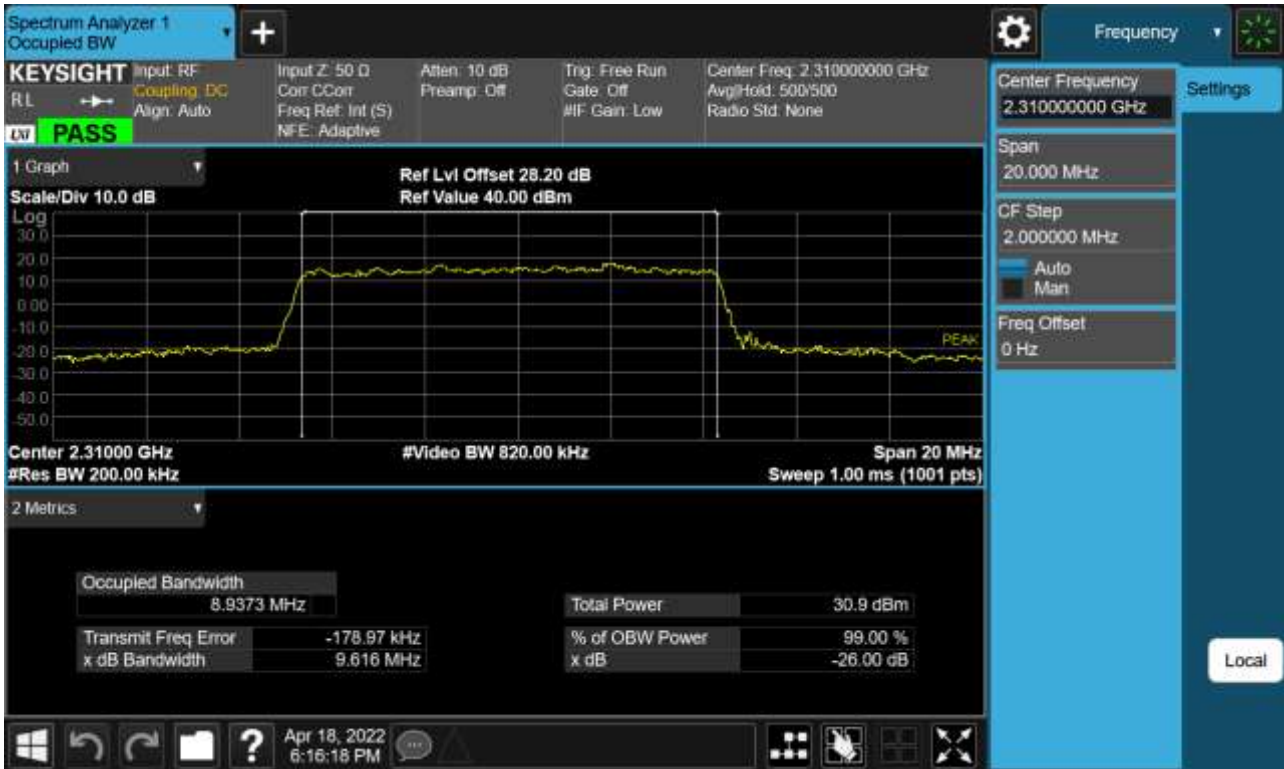 Spectrum Analyzer 1
Occupied BW
+
Frequency
KEYSIGHT
RL
LXI PASS
Input: RF
Coupling: DC
Align: Auto
Input Z: 50 Ω
Corr CCorr
Freq Ref: Int (S)
NFE: Adaptive
Atten: 10 dB
Preamp: Off
Trig: Free Run
Gate: Off
#IF Gain: Low
Center Freq: 2.310000000 GHz
Avg|Hold: 500/500
Radio Std: None
Center Frequency
2.310000000 GHz
Settings
Span
20.000 MHz
CF Step
2.000000 MHz
Auto
Man
Freq Offset
0 Hz
Local
1 Graph
Scale/Div 10.0 dB
Ref Lvl Offset 28.20 dB
Ref Value 40.00 dBm
Log
30.0
20.0
10.0
0.00
-10.0
-20.0
-30.0
-40.0
-50.0
PEAK
Center 2.31000 GHz
#Res BW 200.00 kHz
#Video BW 820.00 kHz
Span 20 MHz
Sweep 1.00 ms (1001 pts)
2 Metrics
Occupied Bandwidth
8.9373 MHz
Total Power 30.9 dBm
Transmit Freq Error -178.97 kHz
% of OBW Power 99.00 %
x dB Bandwidth 9.616 MHz
x dB -26.00 dB
?
Apr 18, 2022
6:16:18 PM